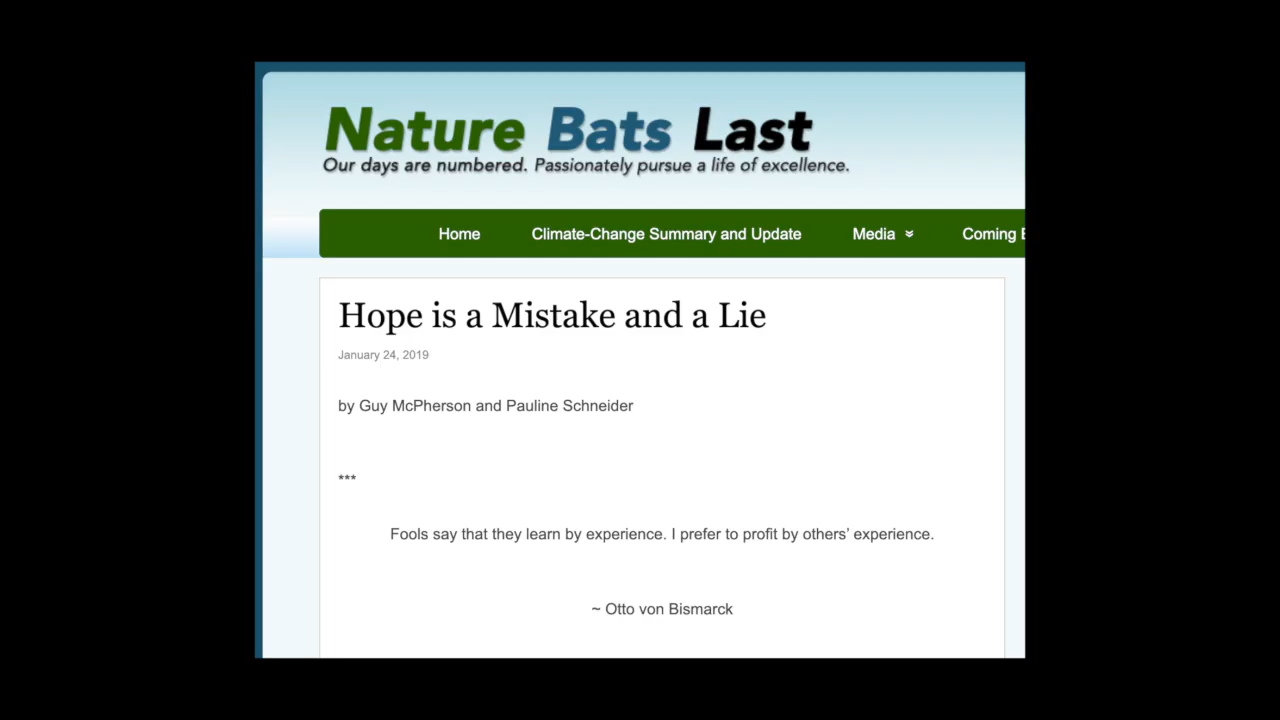 Nature Bats Last
Our days are numbered. Passionately pursue a life of excellence.
Home Climate-Change Summary and Update Media Coming
Hope is a Mistake and a Lie
January 24, 2019
by Guy McPherson and Pauline Schneider
***
Fools say that they learn by experience. I prefer to profit by others’ experience.
~ Otto von Bismarck